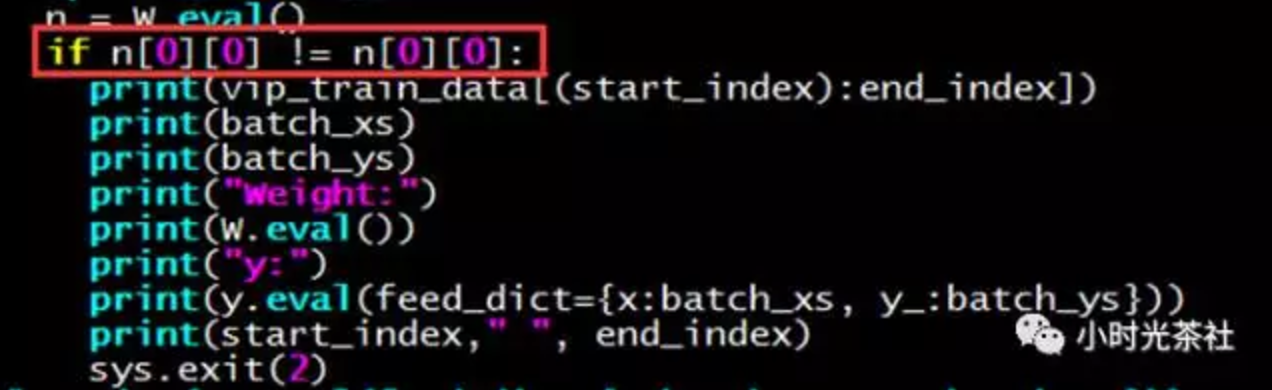 n = W.eval()
if n[0][0] != n[0][0]:
print(vip_train_data[(start_index):end_index])
print(batch_xs)
print(batch_ys)
print("Weight:")
print(W.eval())
print("y:")
print(y.eval(feed_dict={x:batch_xs, y_:batch_ys}))
print(start_index," ", end_index)
sys.exit(2)
小时光茶社